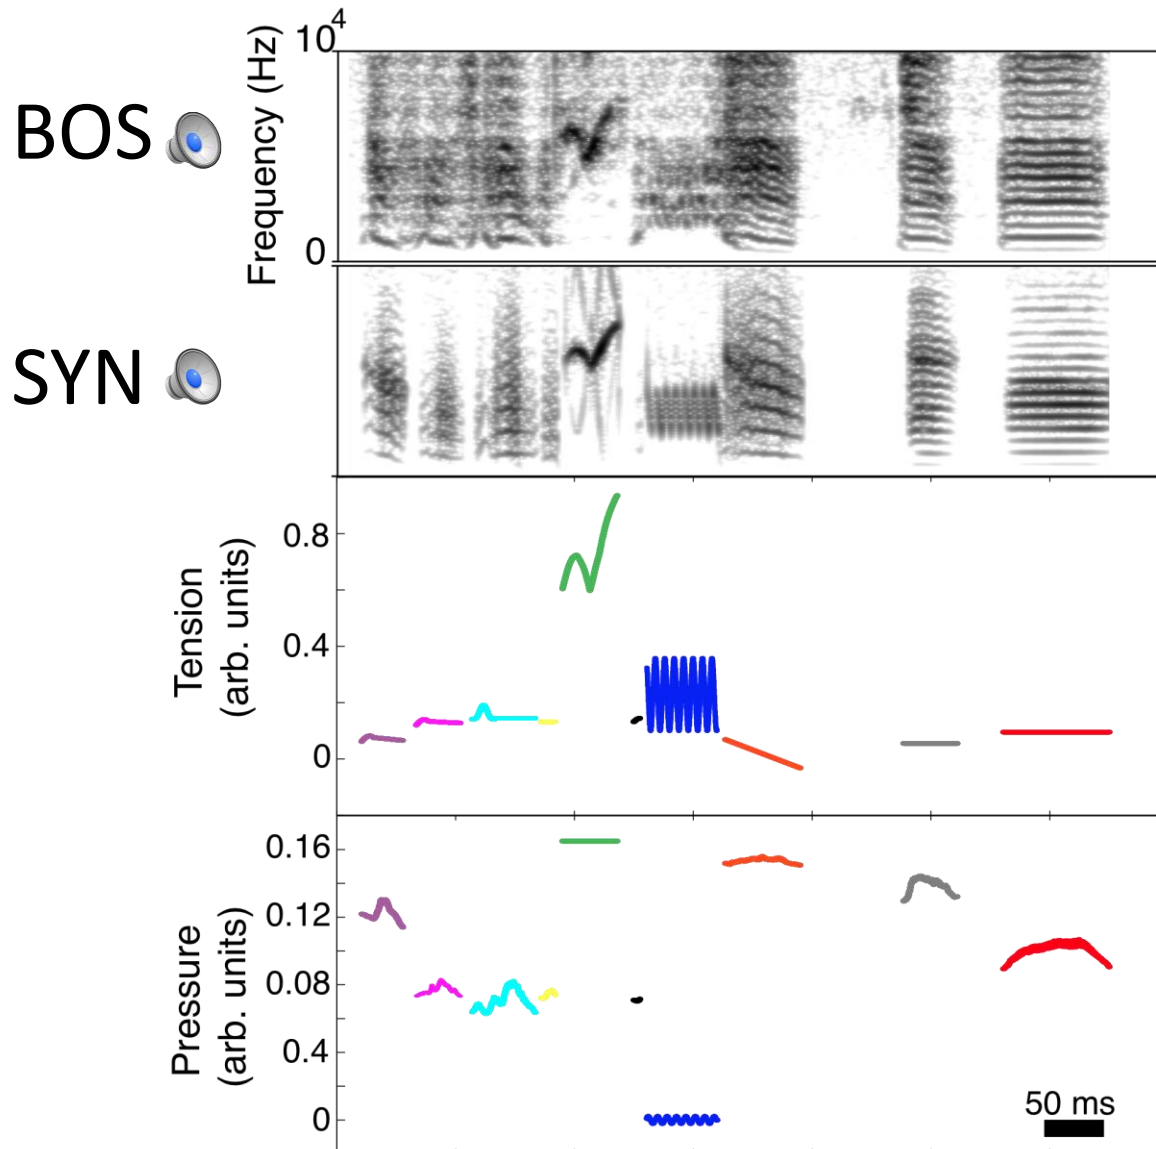 10⁴
BOS
Frequency (Hz)
0
SYN
Tension
(arb. units)
0.8
0.4
0
Pressure
(arb. units)
0.16
0.12
0.08
0.4
0
50 ms